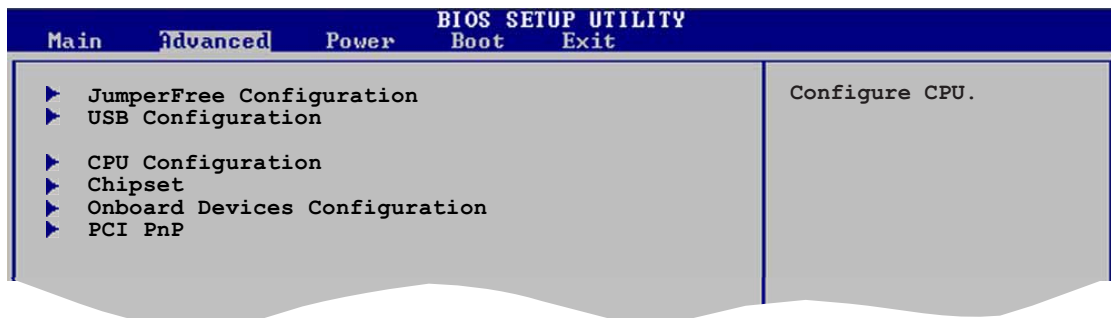 BIOS SETUP UTILITY
Main Advanced Power Boot Exit
JumperFree Configuration
USB Configuration
CPU Configuration
Chipset
Onboard Devices Configuration
PCI PnP
Configure CPU.